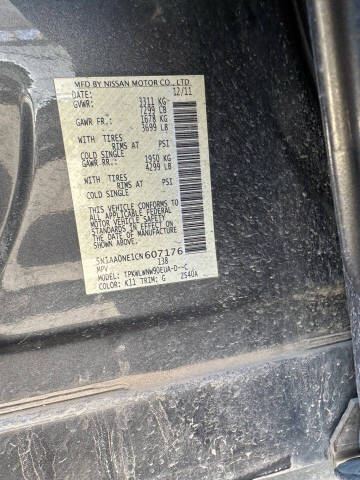 MFD BY NISSAN MOTOR CO., LTD.
DATE: 12/11
GVWR: 3311 KG
7299 LB
GAWR FR.: 1678 KG
3699 LB
WITH TIRES
RIMS AT PSI
COLD SINGLE
GAWR RR.: 1950 KG
4299 LB
WITH TIRES
RIMS AT PSI
COLD SINGLE
THIS VEHICLE CONFORMS TO
ALL APPLICABLE FEDERAL
MOTOR VEHICLE SAFETY
STANDARDS IN EFFECT ON
THE DATE OF MANUFACTURE
SHOWN ABOVE.
5N1AA0NE1CN607176
MPV 138
MODEL: TPKWLWNW90EUA-D--C
COLOR: K11 TRIM: G 2S4UA